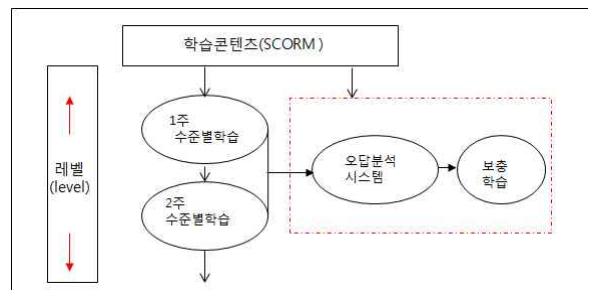 학습콘텐츠(SCORM )
레벨
(level)
1주
수준별학습
2주
수준별학습
오답분석
시스템
보충
학습